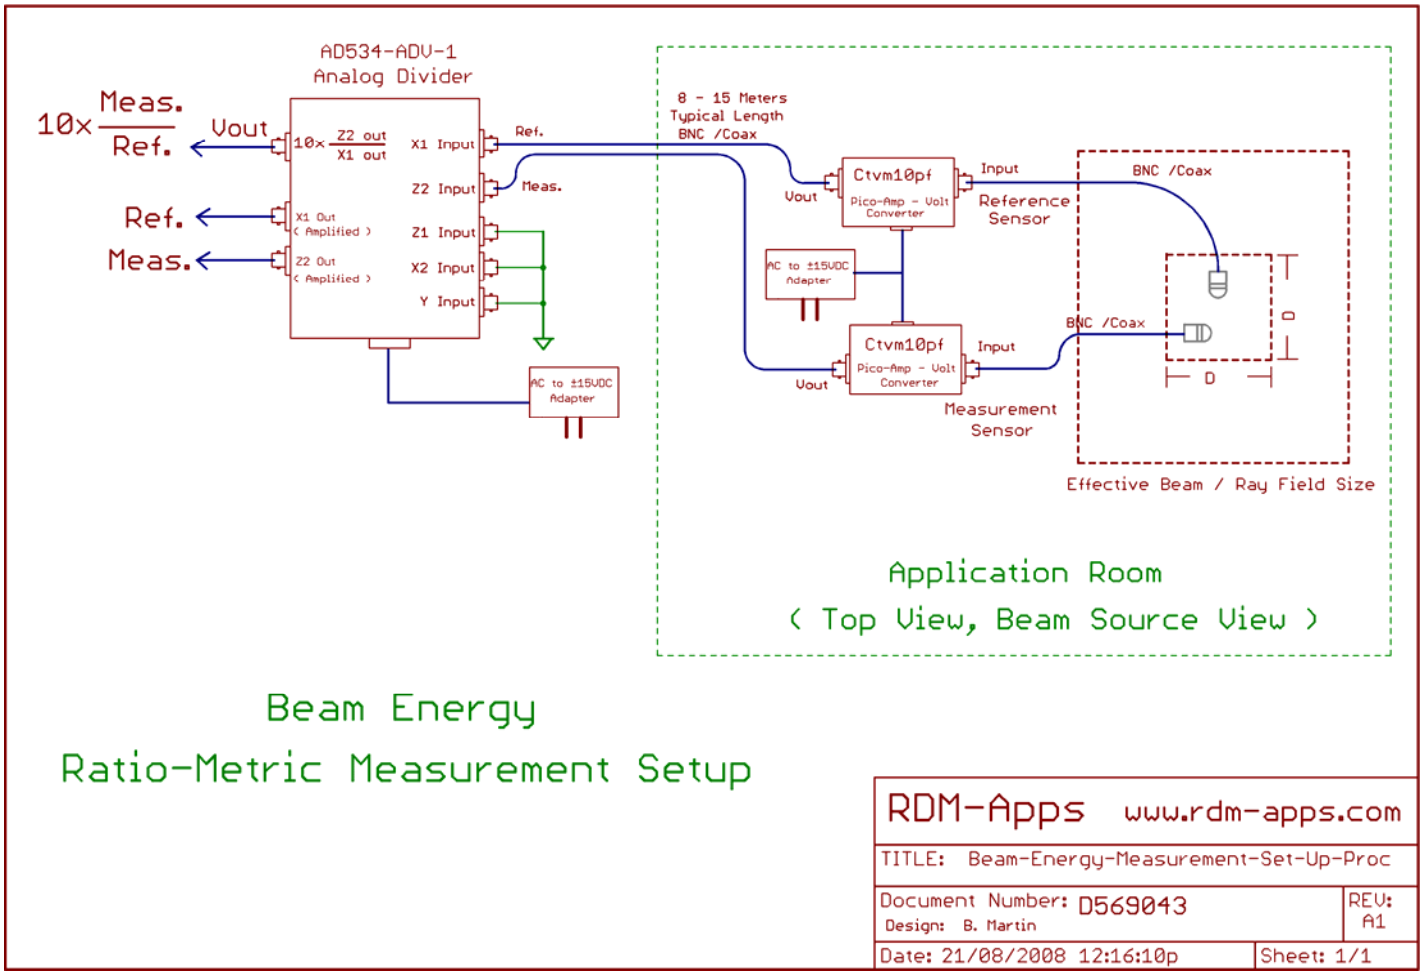 AD534-ADV-1
Analog Divider
10x Meas.
Ref.
Vout
10x Z2 out
X1 out
X1 Input
Z2 Input
Z1 Input
X2 Input
Y Input
Ref.
X1 Out
( Amplified )
Meas.
Z2 Out
( Amplified )
AC to ±15VDC
Adapter
Ref.
Meas.
8 - 15 Meters
Typical Length
BNC /Coax
Vout
Ctvm10pf
Pico-Amp - Volt
Converter
Input
Reference
Sensor
AC to ±15VDC
Adapter
Vout
Ctvm10pf
Pico-Amp - Volt
Converter
Input
Measurement
Sensor
BNC /Coax
BNC /Coax
D
D
Effective Beam / Ray Field Size
Application Room
( Top View, Beam Source View )
Beam Energy
Ratio-Metric Measurement Setup
RDM-Apps www.rdm-apps.com
TITLE: Beam-Energy-Measurement-Set-Up-Proc
Document Number: D569043
Design: B. Martin
REV:
A1
Date: 21/08/2008 12:16:10p
Sheet: 1/1